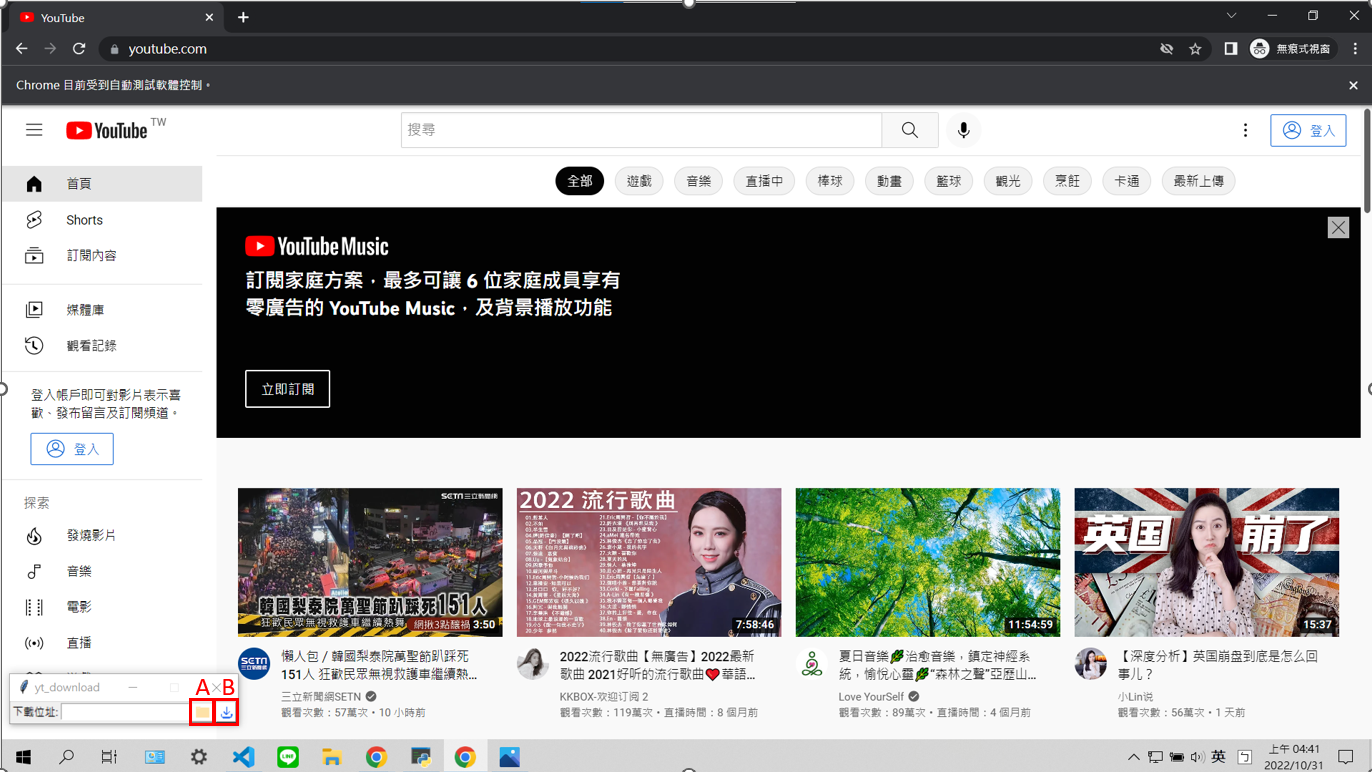 YouTube
youtube.com
無痕式視窗
Chrome 目前受到自動測試軟體控制。
YouTube TW
搜尋
登入
首頁
Shorts
訂閱內容
媒體庫
觀看記錄
登入帳戶即可對影片表示喜
歡、發布留言及訂閱頻道。
登入
探索
發燒影片
音樂
電影
直播
全部 遊戲 音樂 直播中 棒球 動畫 籃球 觀光 烹飪 卡通 最新上傳
YouTube Music
訂閱家庭方案，最多可讓 6 位家庭成員享有
零廣告的 YouTube Music，及背景播放功能
立即訂閱
SETN 三立新聞網
韓國梨泰院萬聖節趴踩死151人
狂歡民眾無視救護車繼續熱舞 網揪3點釀禍
3:50
懶人包 / 韓國梨泰院萬聖節趴踩死
151人 狂歡民眾無視救護車繼續熱...
三立新聞網SETN
觀看次數：57萬次 • 10 小時前
2022 流行歌曲
7:58:46
2022流行歌曲【無廣告】2022最新
歌曲 2021好听的流行歌曲❤️華語...
KKBOX-欢迎订阅 2
觀看次數：119萬次 • 直播時間：8 個月前
11:54:59
夏日音樂🌿治愈音樂，鎮定神經系
統，愉悅心靈🌿“森林之聲”亞歷山...
Love YourSelf
觀看次數：89萬次 • 直播時間：4 個月前
英国 崩了
15:37
【深度分析】英国崩盘到底是怎么回
事儿？
小Lin说
觀看次數：56萬次 • 1 天前
yt_download
A B
下載位址:
LINE
英
上午 04:41
2022/10/31